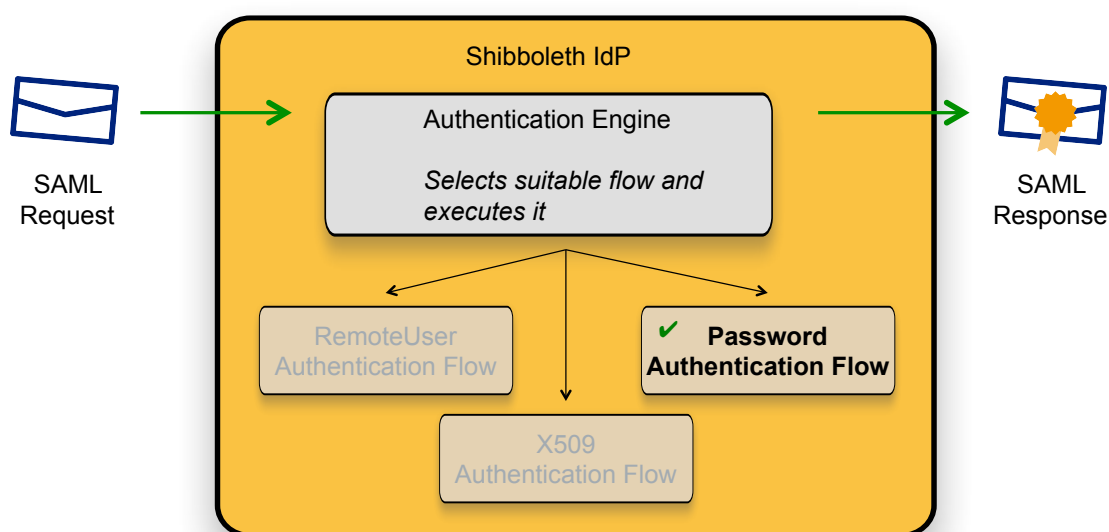 Shibboleth IdP
SAML
Request
Authentication Engine
Selects suitable flow and
executes it
SAML
Response
RemoteUser
Authentication Flow
✔ Password
Authentication Flow
X509
Authentication Flow